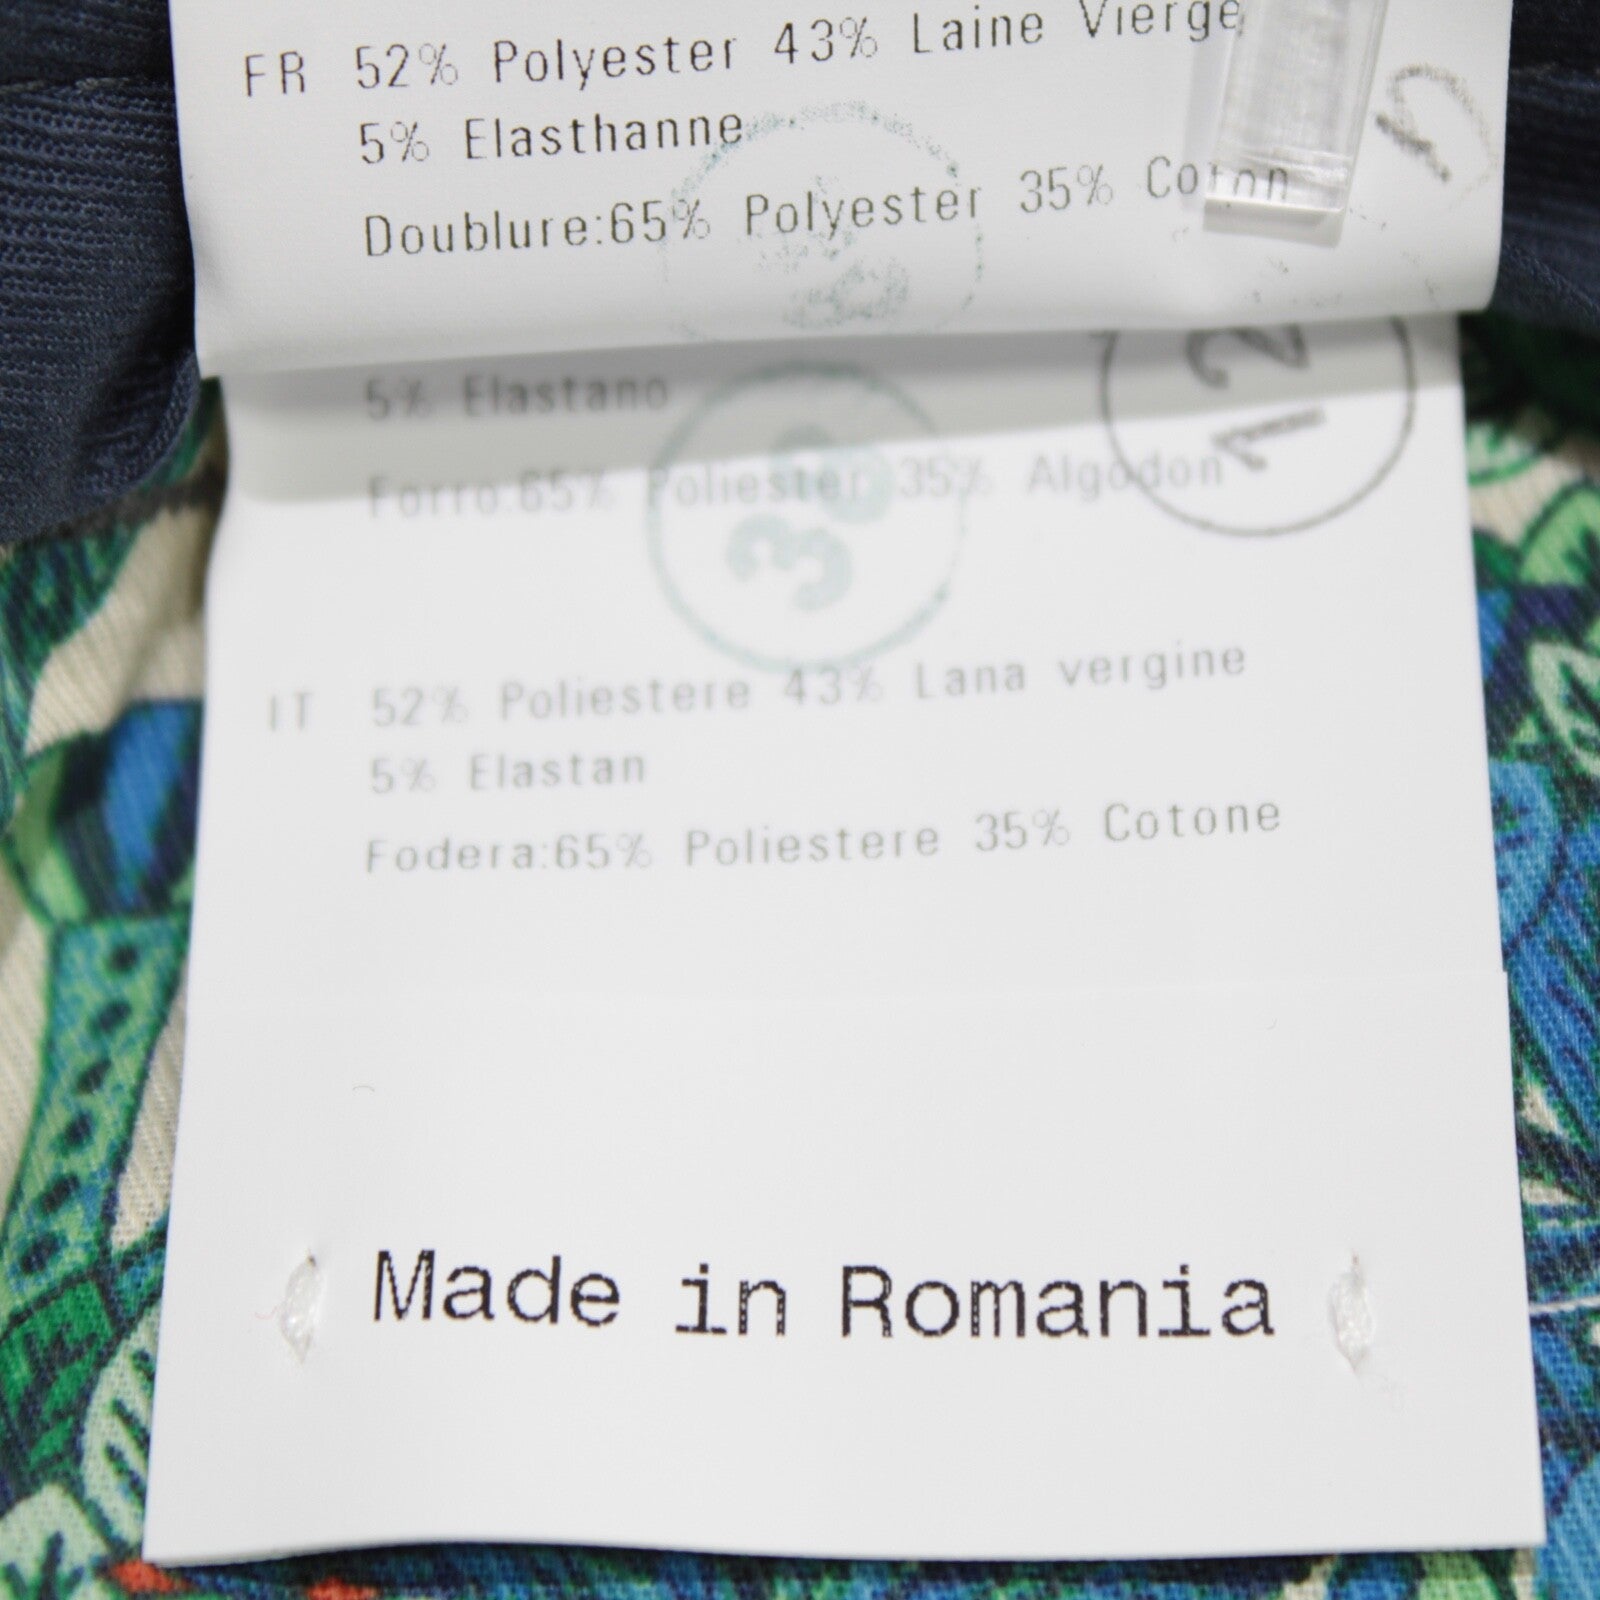 FR 52% Polyester 43% Laine Vierge
5% Elasthanne
Doublure:65% Polyester 35% Coton
5% Elastano
Forro:65% Poliester 35% Algodon
12
IT 52% Poliestere 43% Lana vergine
5% Elastan
Fodera:65% Poliestere 35% Cotone
Made in Romania